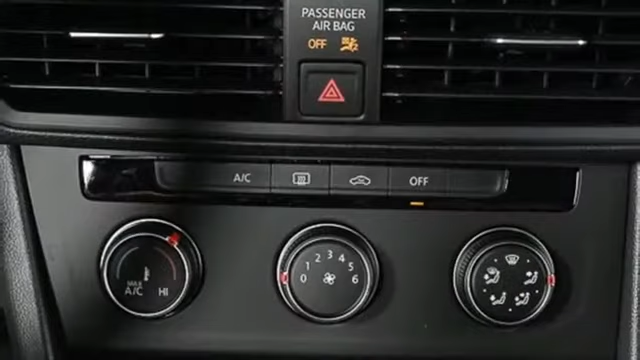 PASSENGER
AIR BAG
OFF
A/C
OFF
MAX
A/C HI
0 1 2 3 4 5 6